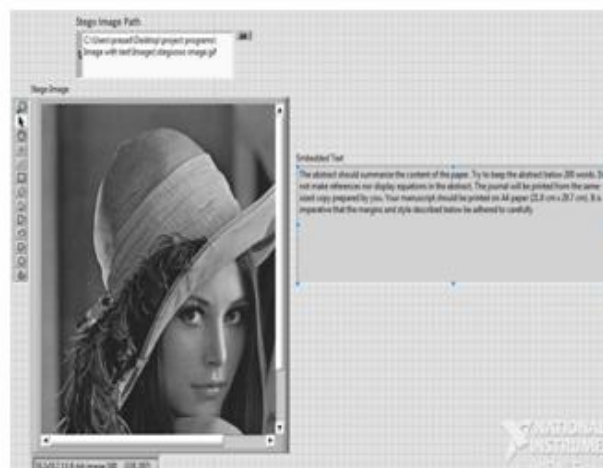 Stego Image Path
C:\Users\prasad\Desktop\project programs\
Image with text\Images\stegoooo image.gif
Stego Image
Embedded Text
The abstract should summarize the content of the paper. Try to keep the abstract below 200 words. Do
not make references nor display equations in the abstract. The journal will be printed from the same-
sized copy prepared by you. Your manuscript should be printed on A4 paper (21.0 cm x 29.7 cm). It is
imperative that the margins and style described below be adhered to carefully.
NATIONAL
INSTRUME